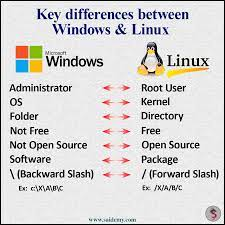 Key differences between
Windows & Linux
Microsoft
Windows
Linux
Administrator Root User
OS Kernel
Folder Directory
Not Free Free
Not Open Source Open Source
Software Package
\ (Backward Slash) / (Forward Slash)
Ex: c:\X\A\B\C Ex: /X/A/B/C
www.saidemy.com